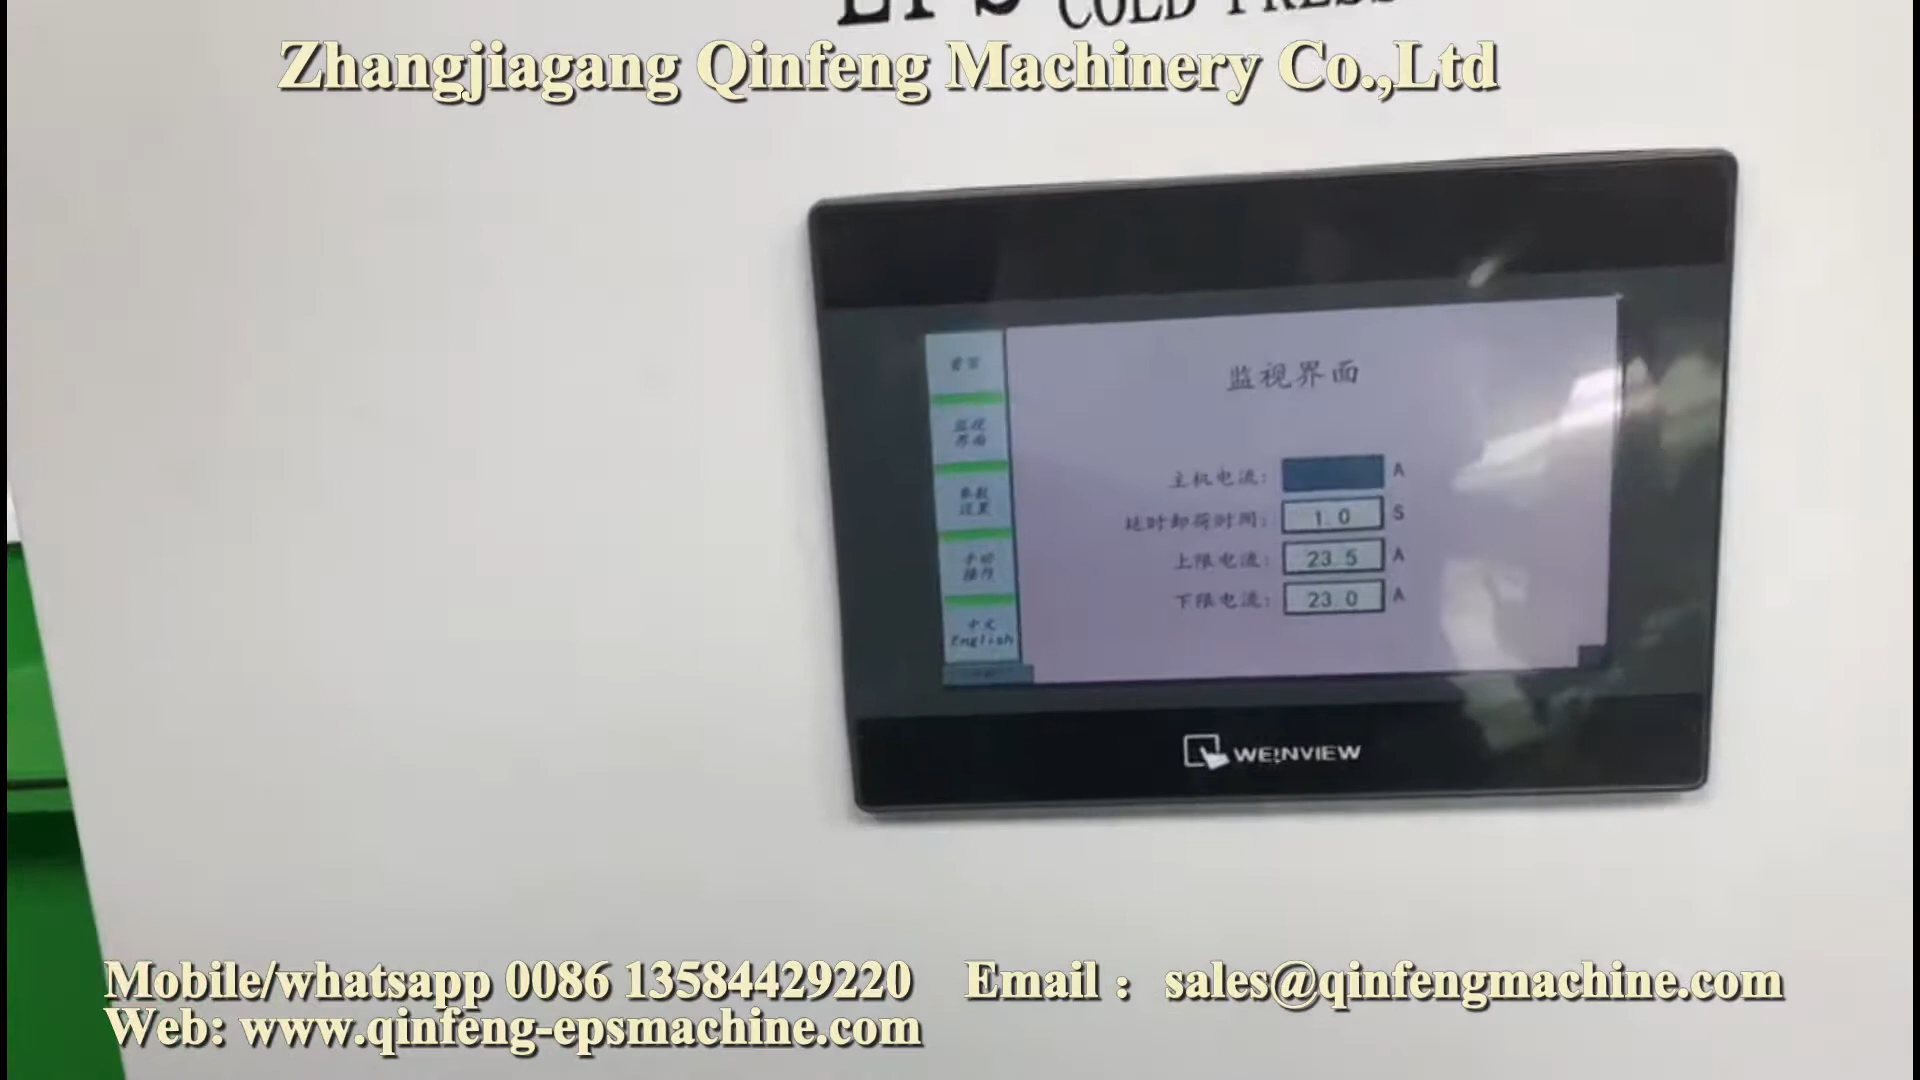 EPS COLD PRESS
Zhangjiagang Qinfeng Machinery Co.,Ltd
首页
监视
界面
参数
设置
手动
操作
中文
English
监视界面
主机电流: A
延时卸荷时间: 1.0 S
上限电流: 23.5 A
下限电流: 23.0 A
WEINVIEW
Mobile/whatsapp 0086 13584429220 Email： sales@qinfengmachine.com
Web: www.qinfeng-epsmachine.com